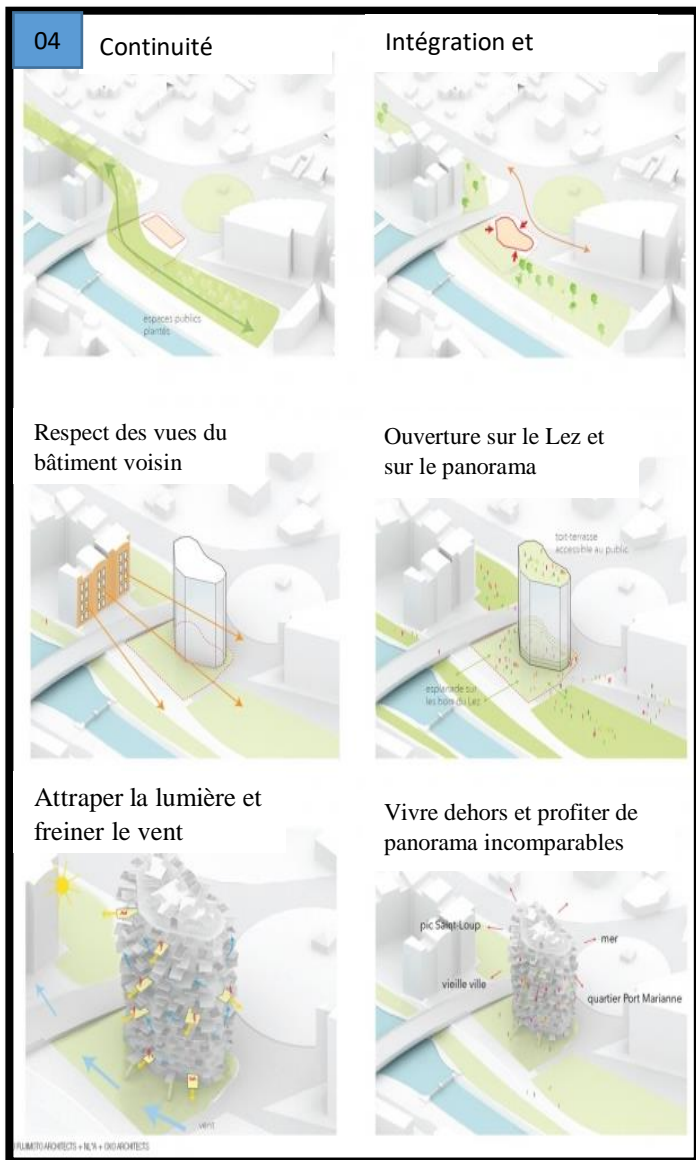 04
Continuité
Intégration et
espaces publics
plantés
Respect des vues du
bâtiment voisin
Ouverture sur le Lez et
sur le panorama
toit-terrasse
accessible au public
esplanade sur
les bords du Lez
Attraper la lumière et
freiner le vent
vent
Vivre dehors et profiter de
panorama incomparables
pic Saint-Loup
mer
vieille ville
quartier Port Marianne
FUJIMOTO ARCHITECTS + NL*A + OXO ARCHITECTS